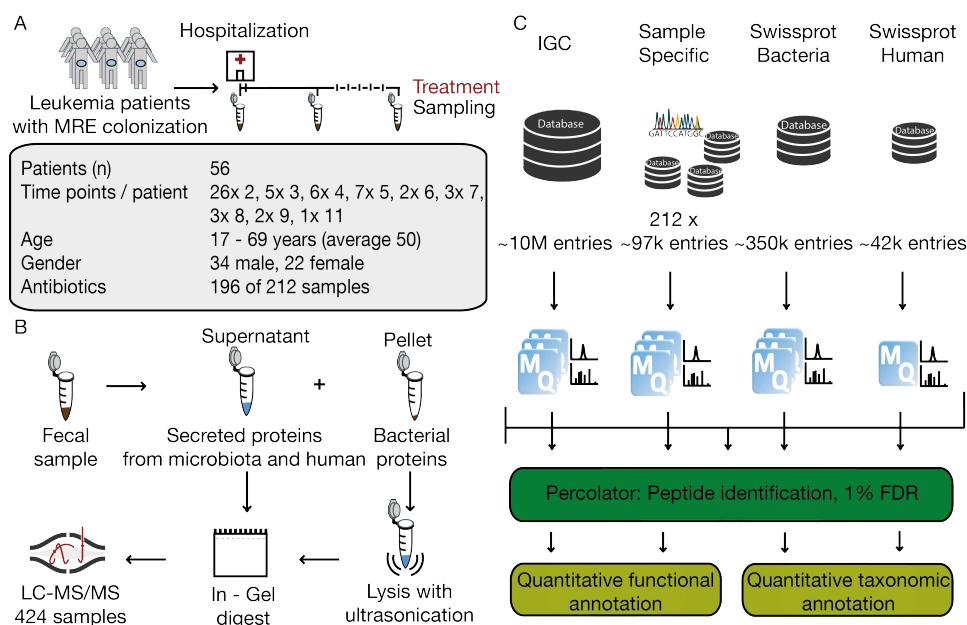 A
Hospitalization
Leukemia patients
with MRE colonization
Treatment
Sampling
Patients (n) 56
Time points / patient 26x 2, 5x 3, 6x 4, 7x 5, 2x 6, 3x 7,
3x 8, 2x 9, 1x 11
Age 17 - 69 years (average 50)
Gender 34 male, 22 female
Antibiotics 196 of 212 samples
B
Supernatant
Pellet
+
Fecal
sample
Secreted proteins
from microbiota and human
Bacterial
proteins
LC-MS/MS
424 samples
In - Gel
digest
Lysis with
ultrasonication
C
IGC
Sample
Specific
Swissprot
Bacteria
Swissprot
Human
Database
GATTCCATGGC
Database
Database
Database
Database
Database
212 x
~10M entries
~97k entries
~350k entries
~42k entries
MQ
MQ
MQ
MQ
Percolator: Peptide identification, 1% FDR
Quantitative functional
annotation
Quantitative taxonomic
annotation